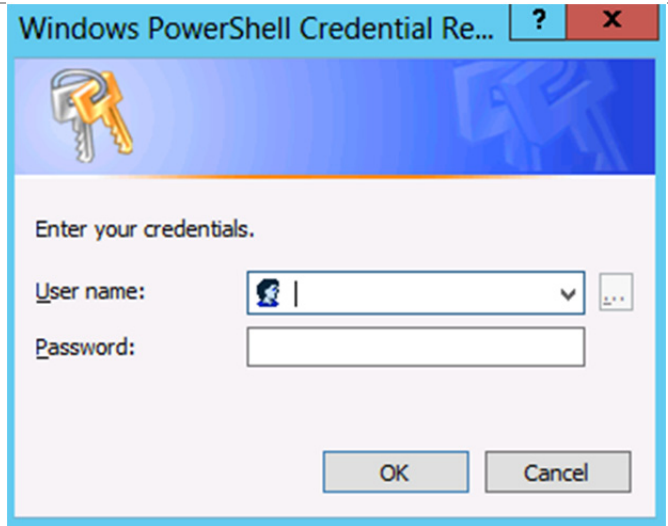 Windows PowerShell Credential Re... ? x
Enter your credentials.
User name:
...
Password:
OK Cancel